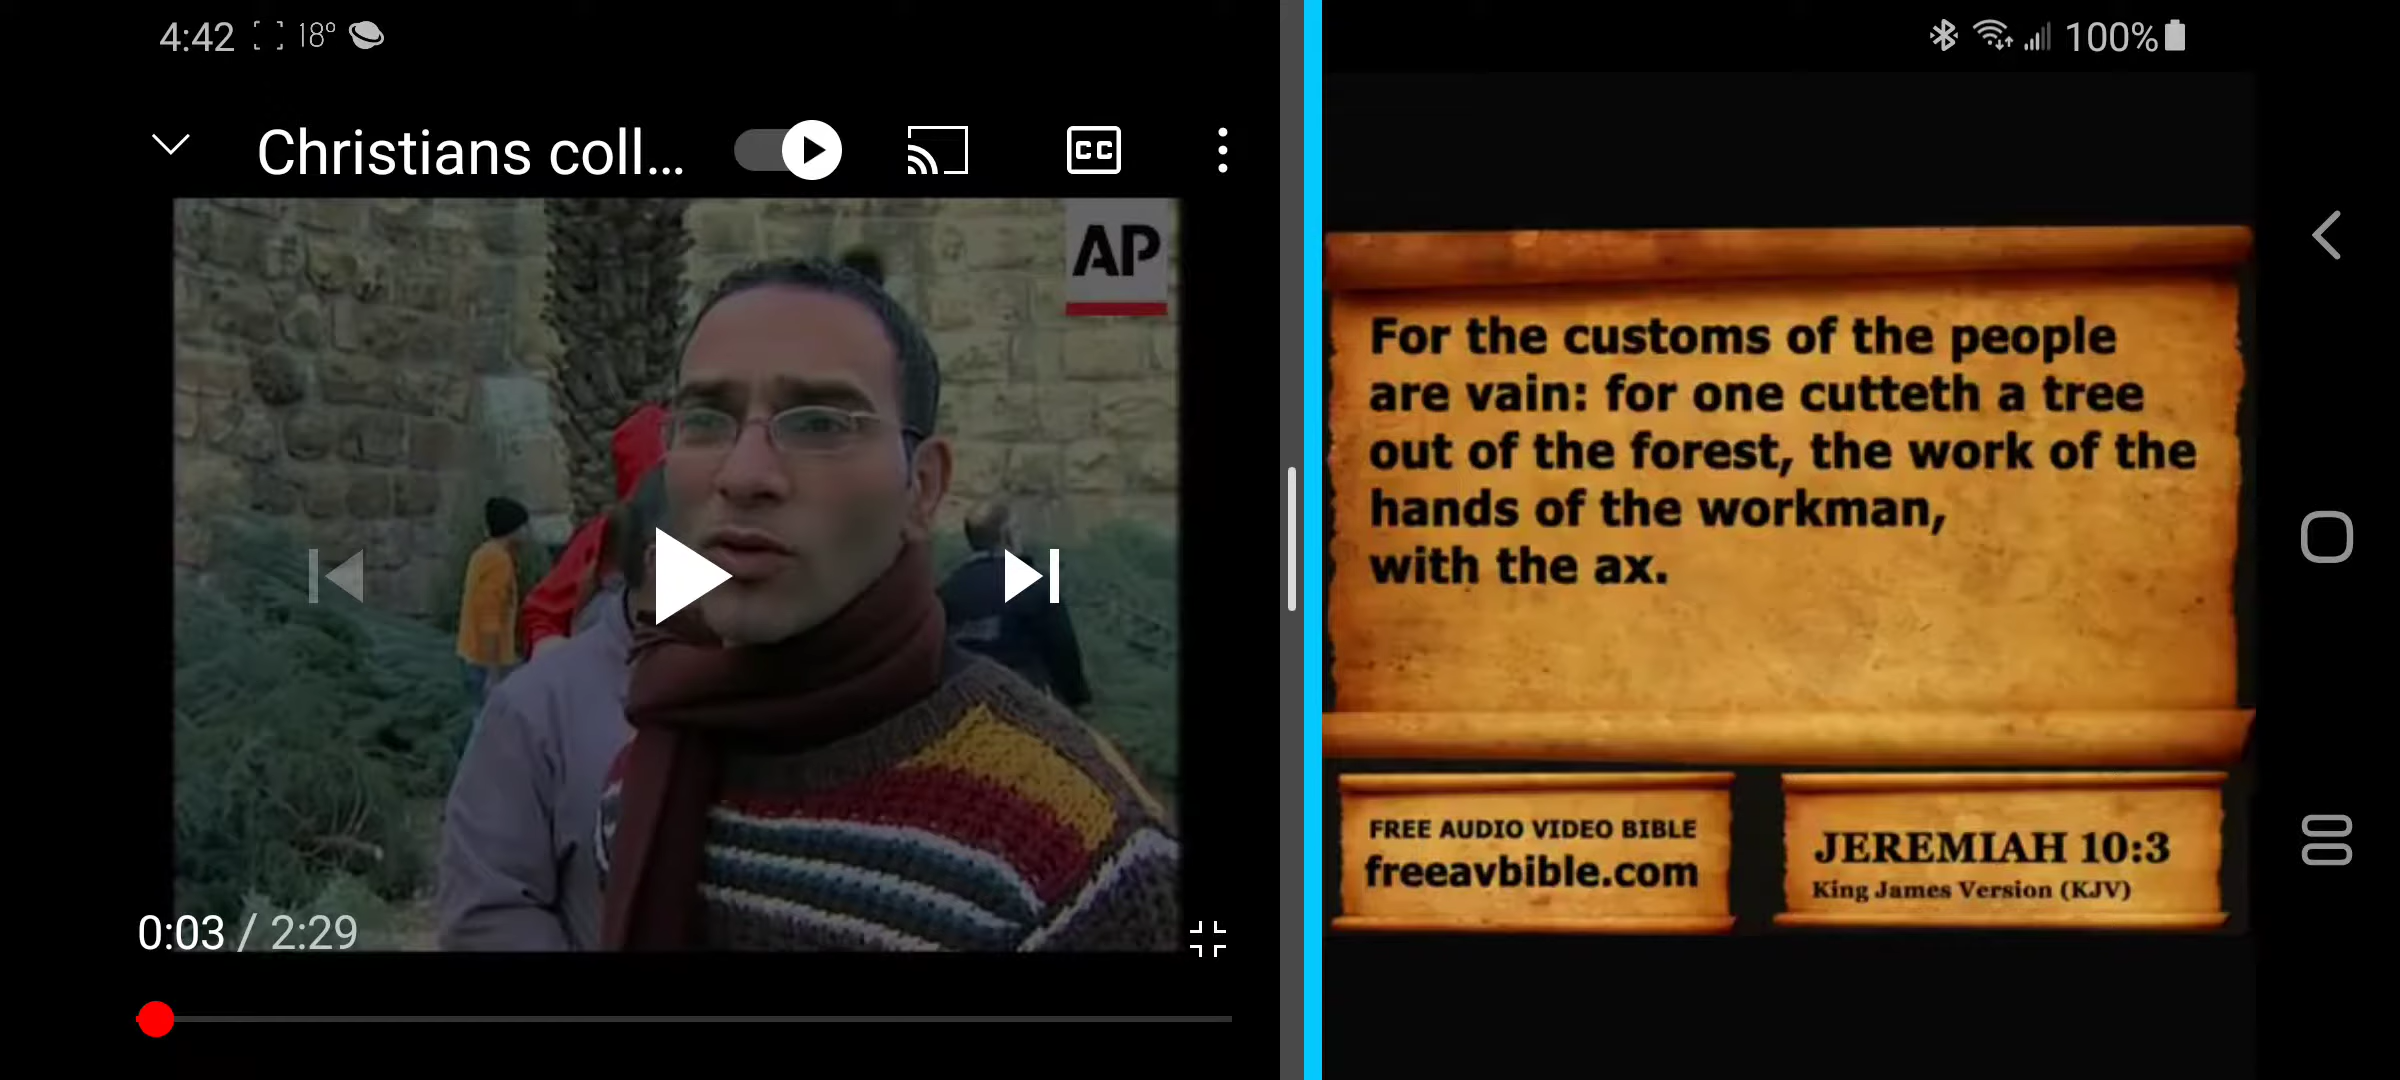 4:42 18°
100%
Christians coll...
CC
AP
0:03 / 2:29
For the customs of the people
are vain: for one cutteth a tree
out of the forest, the work of the
hands of the workman,
with the ax.
FREE AUDIO VIDEO BIBLE
freeavbible.com
JEREMIAH 10:3
King James Version (KJV)